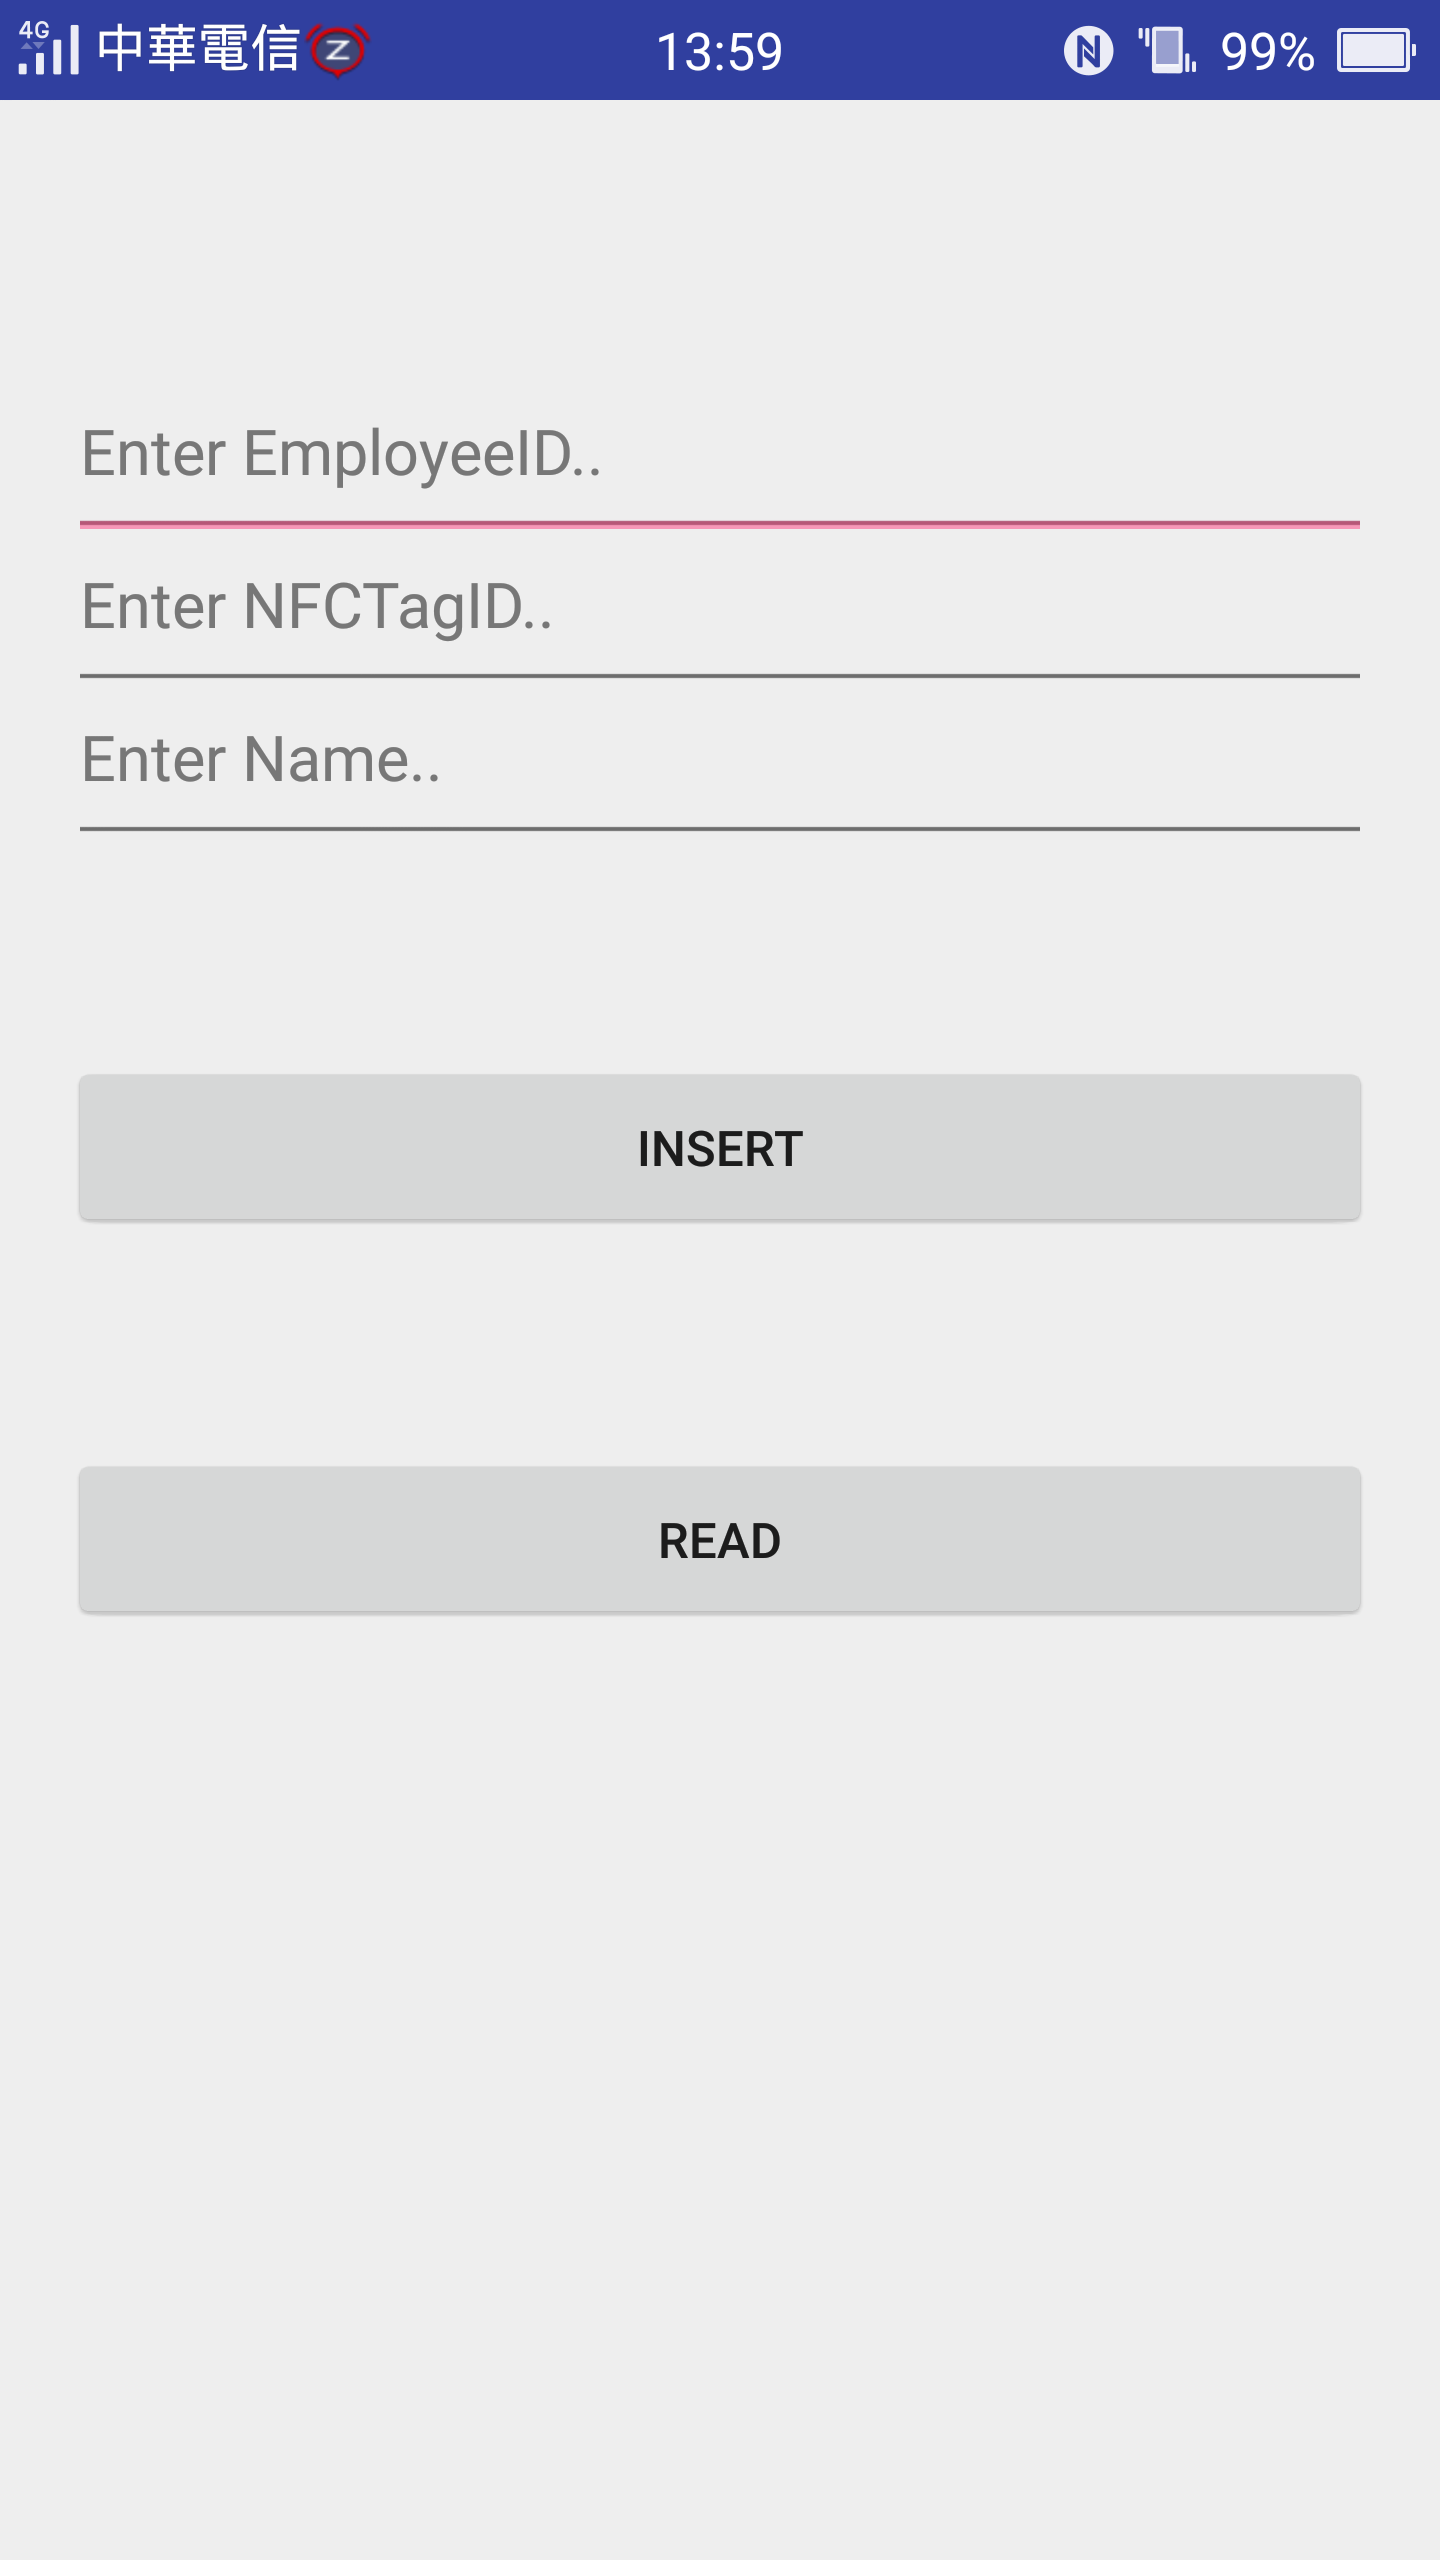 4G 中華電信 Z 13:59 N 99%
Enter EmployeeID..
Enter NFCTagID..
Enter Name..
INSERT
READ